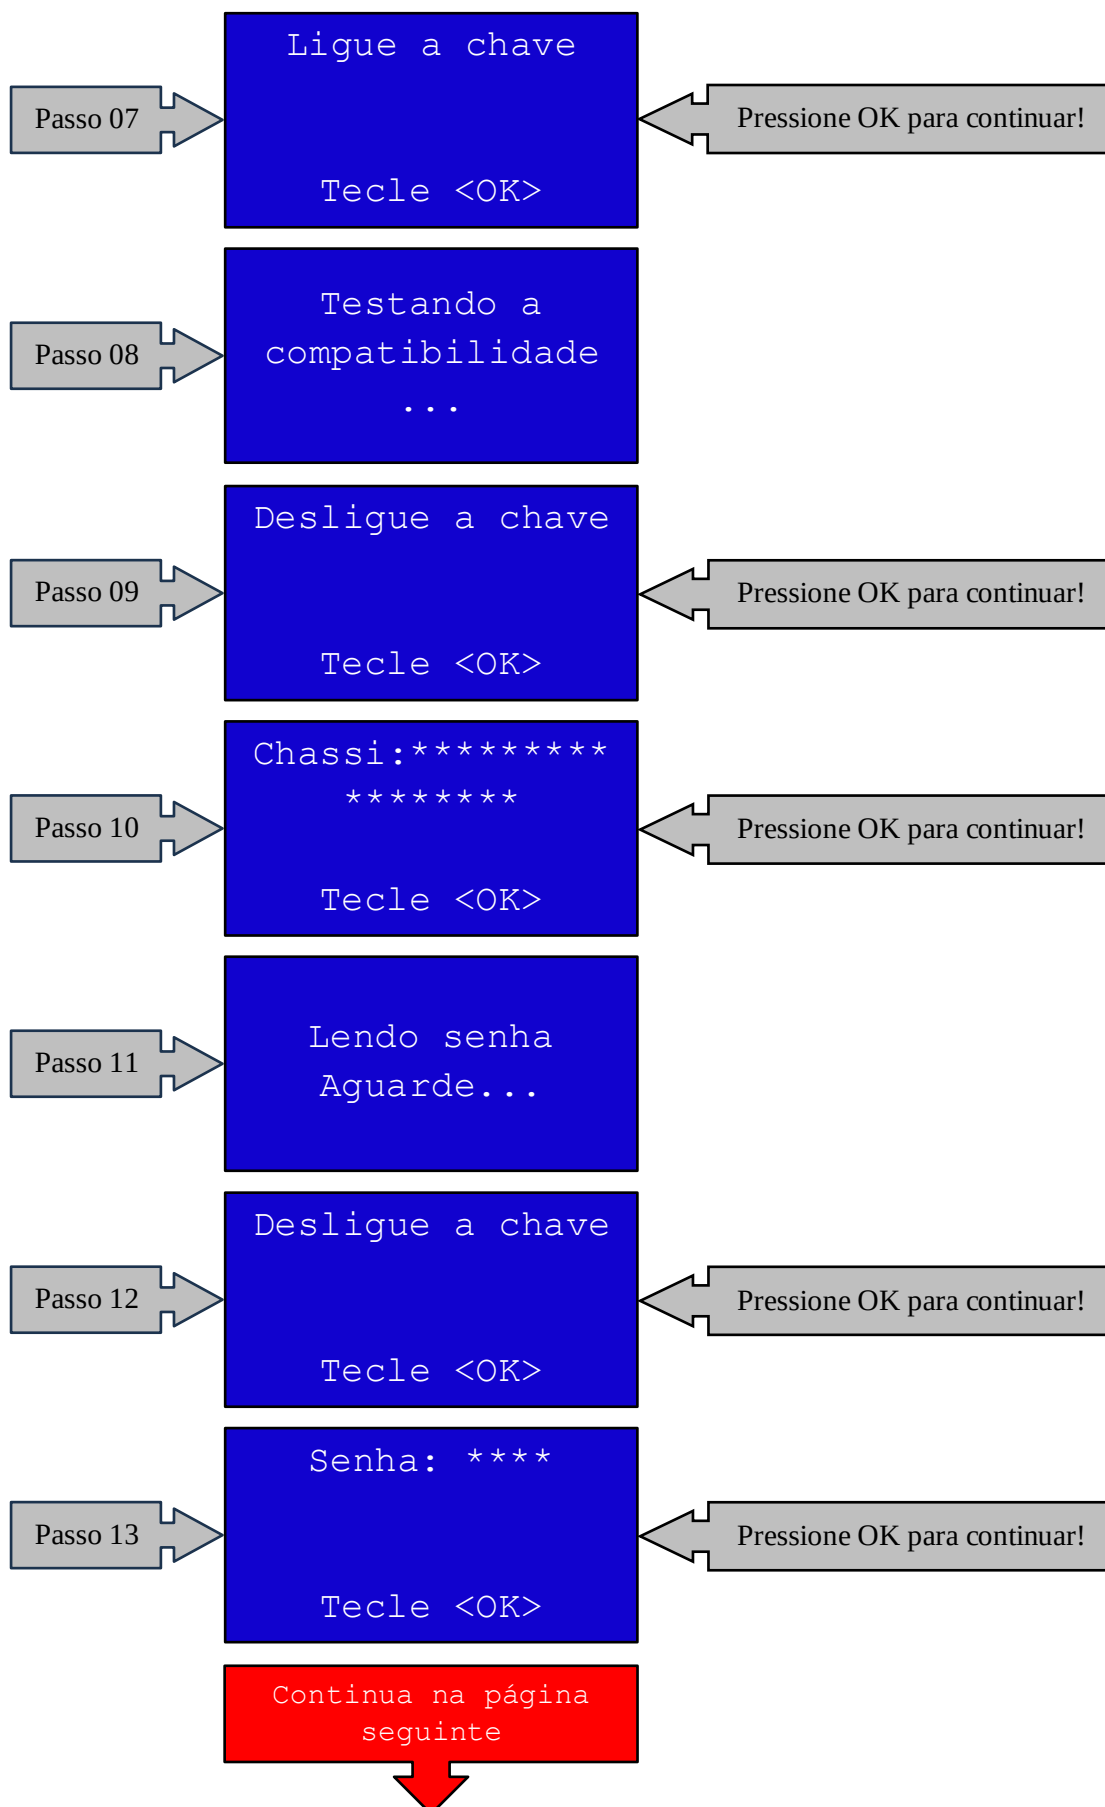 Ligue a chave
Passo 07
Pressione OK para continuar!
Tecle <OK>
Testando a
Passo 08
compatibilidade
...
Desligue a chave
Passo 09
Pressione OK para continuar!
Tecle <OK>
Chassi:*********
********
Passo 10
Pressione OK para continuar!
Tecle <OK>
Lendo senha
Passo 11
Aguarde...
Desligue a chave
Passo 12
Pressione OK para continuar!
Tecle <OK>
Senha: ****
Passo 13
Pressione OK para continuar!
Tecle <OK>
Continua na página
seguinte